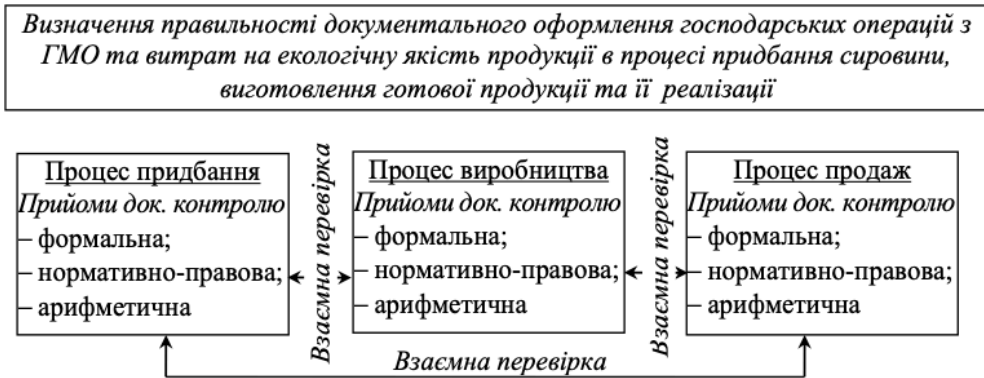 Визначення правильності документального оформлення господарських операцій з
ГМО та витрат на екологічну якість продукції в процесі придбання сировини,
виготовлення готової продукції та її реалізації
Процес придбання
Прийоми док. контролю
– формальна;
– нормативно-правова;
– арифметична
Взаємна перевірка
Процес виробництва
Прийоми док. контролю
– формальна;
– нормативно-правова;
– арифметична
Взаємна перевірка
Процес продаж
Прийоми док. контролю
– формальна;
– нормативно-правова;
– арифметична
Взаємна перевірка